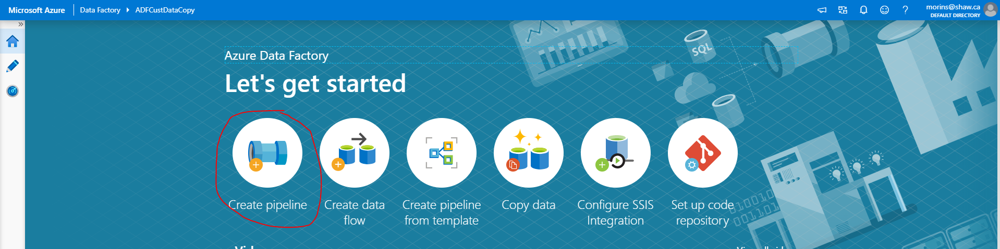 Microsoft Azure
Data Factory
ADFCustDataCopy
morins@shaw.ca
DEFAULT DIRECTORY
Azure Data Factory
SQL
Let's get started
Create pipeline
Create data flow
Create pipeline from template
Copy data
Configure SSIS Integration
Set up code repository